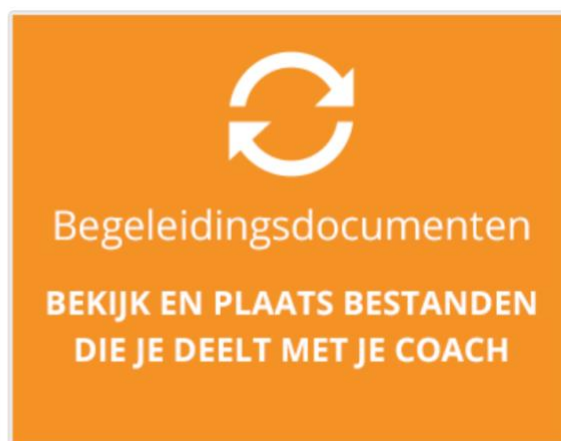 Begeleidingsdocumenten
BEKIJK EN PLAATS BESTANDEN
DIE JE DEELT MET JE COACH